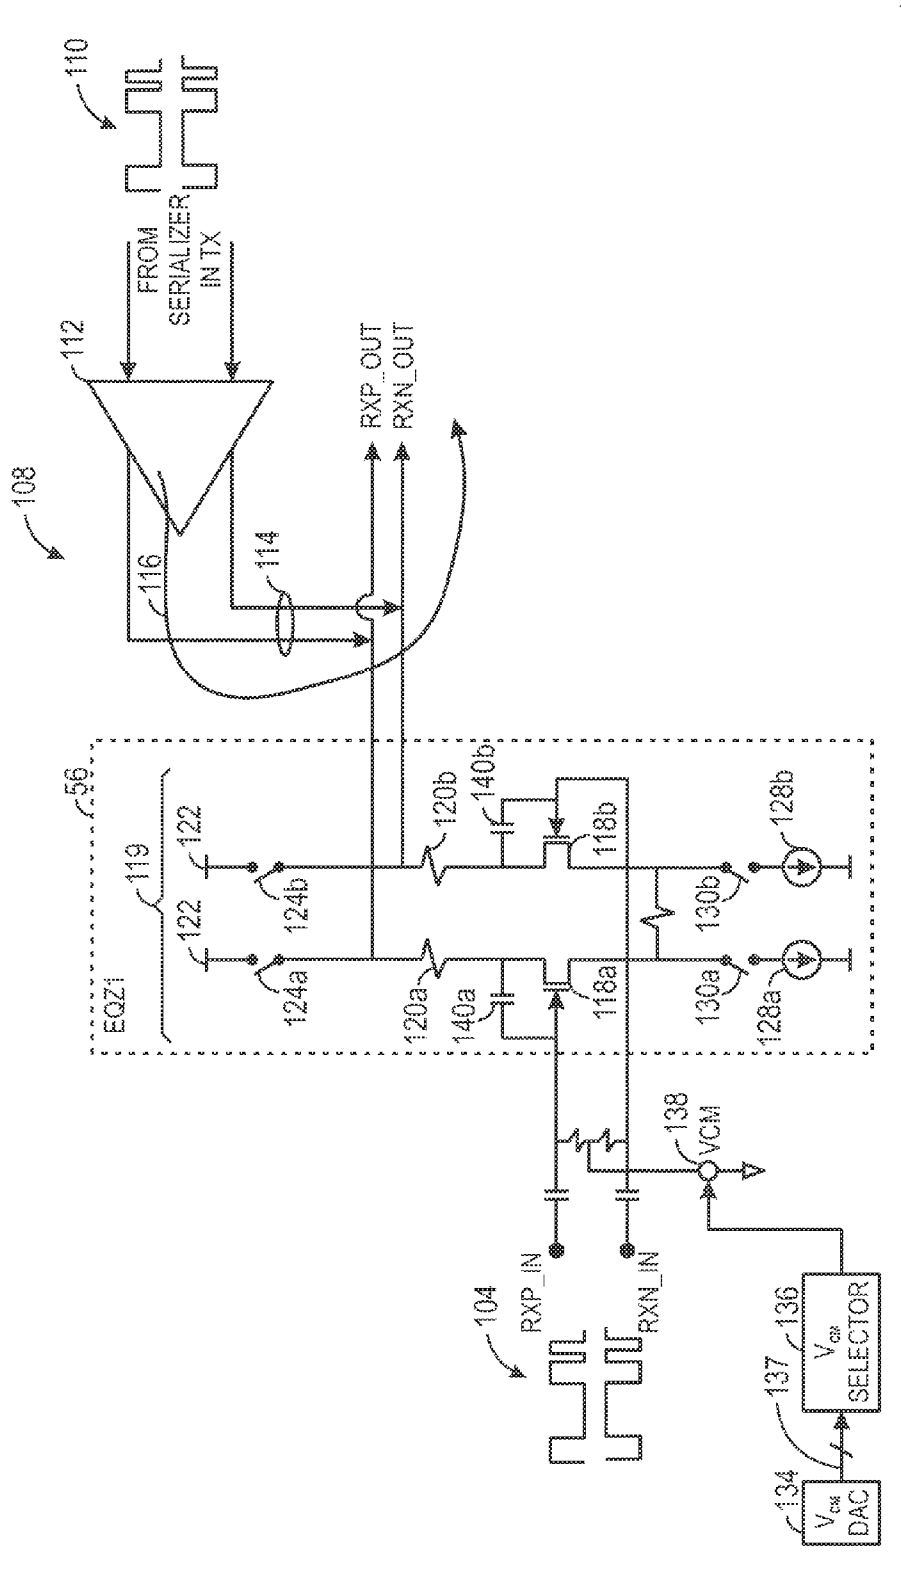 108
110
FROM
SERIALIZER
IN TX
112
116
114
RXP_OUT
RXN_OUT
56
119
EQZ1
122
122
124a
124b
120a
120b
140a
140b
118a
118b
130a
130b
128a
128b
104
RXP_IN
RXN_IN
138
VCM
134
VCM
DAC
137
136
VCM
SELECTOR